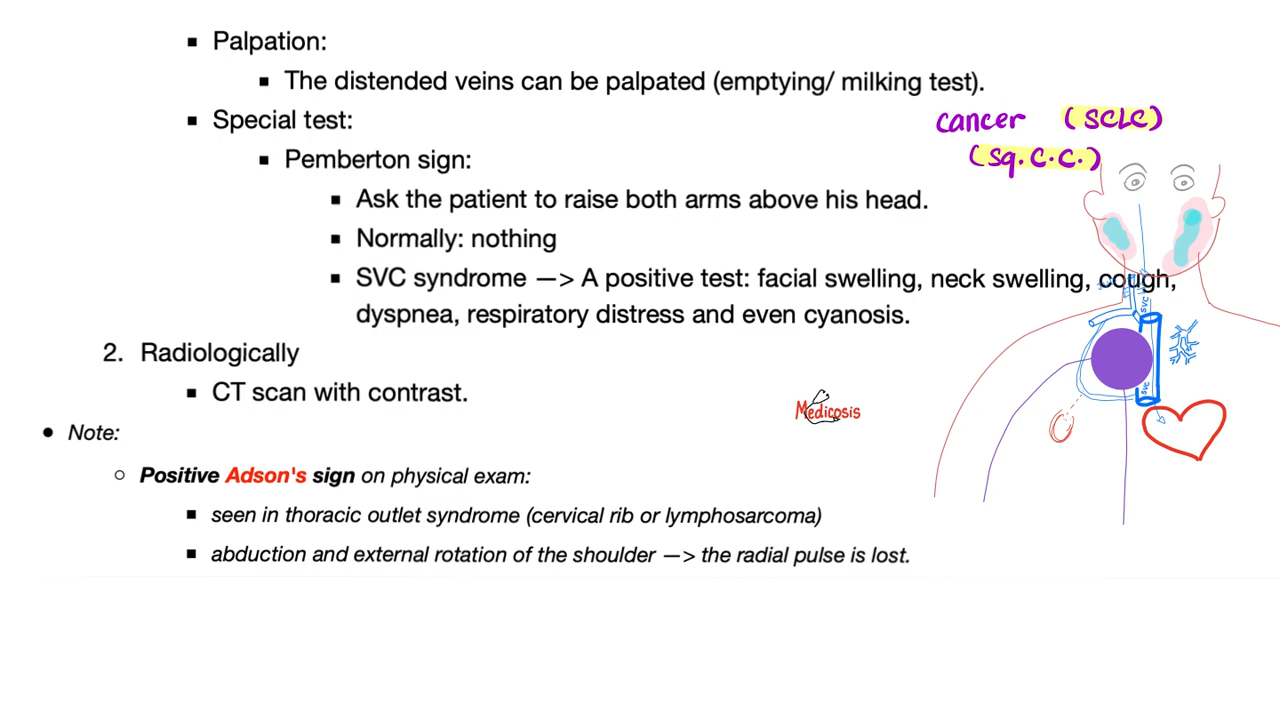 ▪ Palpation:
▪ The distended veins can be palpated (emptying/ milking test).
▪ Special test:
▪ Pemberton sign:
▪ Ask the patient to raise both arms above his head.
▪ Normally: nothing
▪ SVC syndrome —> A positive test: facial swelling, neck swelling, cough,
dyspnea, respiratory distress and even cyanosis.
2. Radiologically
▪ CT scan with contrast.
● Note:
○ Positive Adson's sign on physical exam:
▪ seen in thoracic outlet syndrome (cervical rib or lymphosarcoma)
▪ abduction and external rotation of the shoulder —> the radial pulse is lost.
cancer (SCLC)
(Sq.C.C.)
SVC
SVC
Medicosis